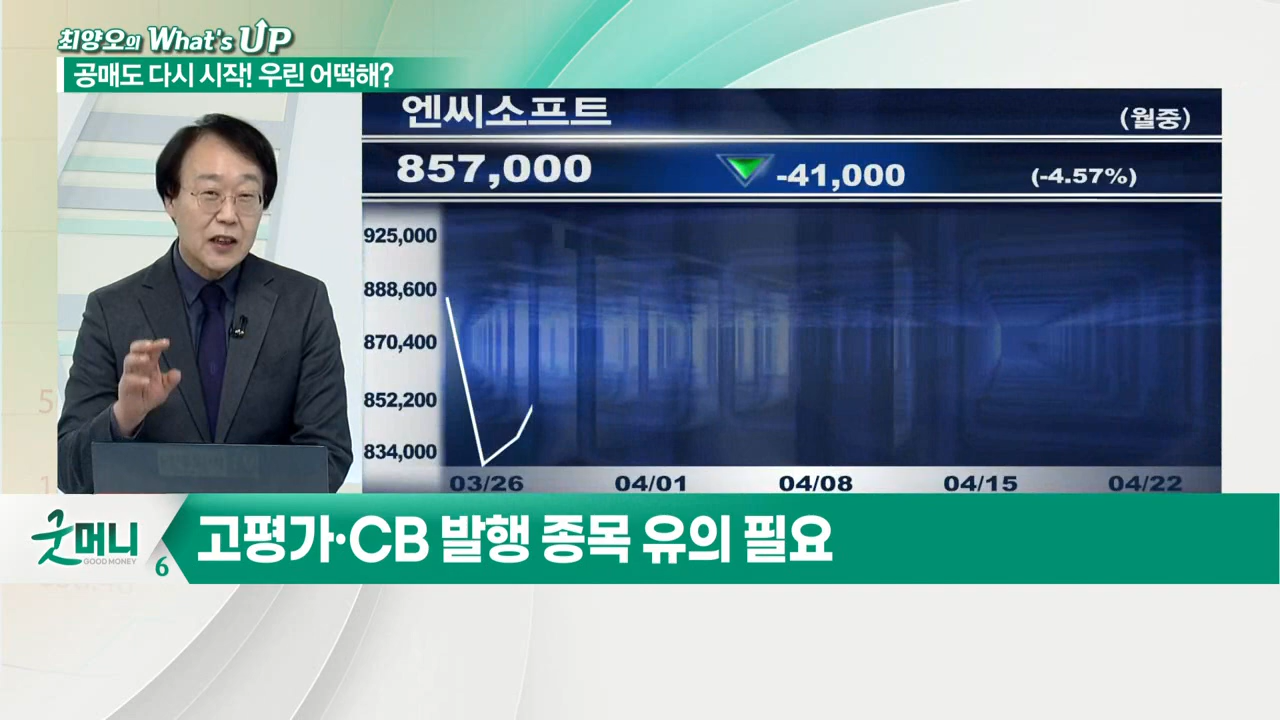 최양오의 What's UP
공매도 다시 시작! 우린 어떡해?
엔씨소프트
(월중)
857,000
-41,000
(-4.57%)
925,000
888,600
870,400
852,200
834,000
03/26
04/01
04/08
04/15
04/22
굿머니
GOOD MONEY
6
고평가·CB 발행 종목 유의 필요